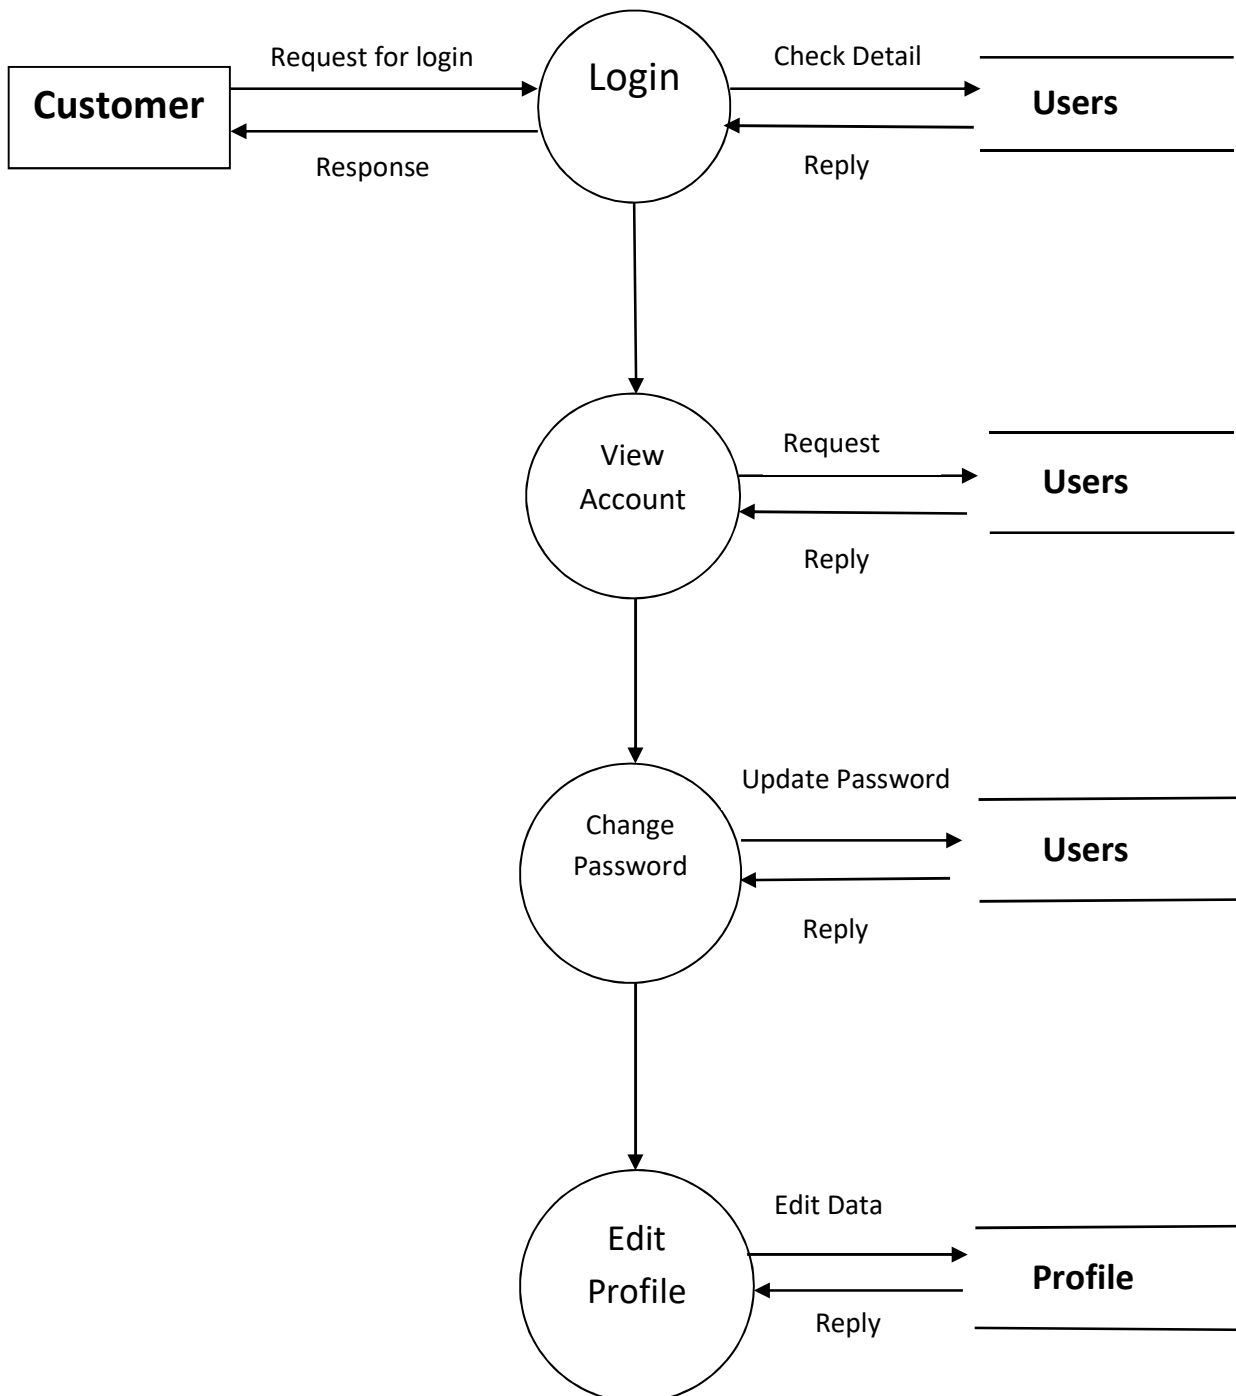 Request for login
Login
Check Detail
Customer
Users
Response
Reply
View
Account
Request
Users
Reply
Update Password
Change
Password
Users
Reply
Edit Data
Edit
Profile
Profile
Reply